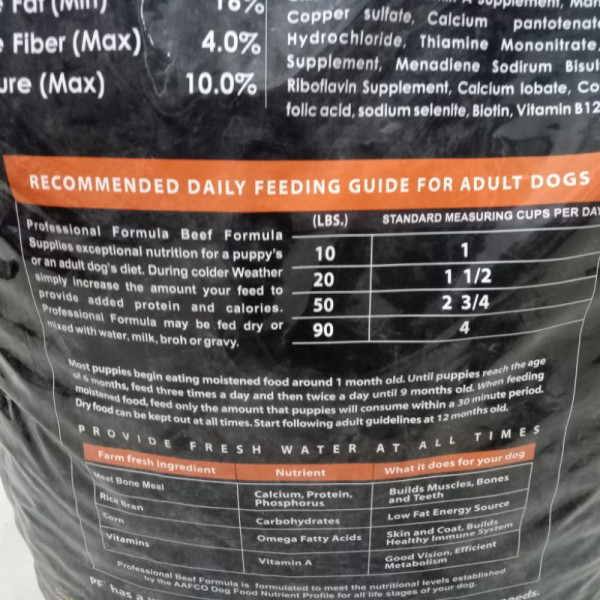 Fat (Min) 16%
Fiber (Max) 4.0%
ure (Max) 10.0%
Copper sulfate, Calcium pantotenate
Hydrochloride, Thiamine Mononitrate,
Supplement, Menadiene Sodirum Bisul
Riboflavin Supplement, Calcium Iobate, Co
folic acid, sodium selenite, Biotin, Vitamin B12
RECOMMENDED DAILY FEEDING GUIDE FOR ADULT DOGS
Professional Formula Beef Formula
Supplies exceptional nutrition for a puppy's
or an adult dog's diet. During colder Weather
simply increase the amount your feed to
provide added protein and calories.
Professional Formula may be fed dry or
mixed with water, milk, broh or gravy.
(LBS.) STANDARD MEASURING CUPS PER DAY
10 1
20 1 1/2
50 2 3/4
90 4
Most puppies begin eating moistened food around 1 month old. Until puppies reach the age
of 6 months, feed three times a day and then twice a day until 9 months old. When feeding
moistened food, feed only the amount that puppies will consume within a 30 minute period.
Dry food can be kept out at all times. Start following adult guidelines at 12 months old.
PROVIDE FRESH WATER AT ALL TIMES
Farm fresh ingredient Nutrient What it does for your dog
Meat Bone Meal Calcium, Protein, Phosphorus Builds Muscles, Bones and Teeth
Rice Bran Carbohydrates Low Fat Energy Source
Corn Omega Fatty Acids Skin and Coat, Builds Healthy Immune System
Vitamins Vitamin A Good Vision, Efficient Metabolism
Professional Beef Formula is formulated to meet the nutritional levels established
by the AAFCO Dog Food Nutrient Profile for all life stages of your dog.
PF has a
needs.